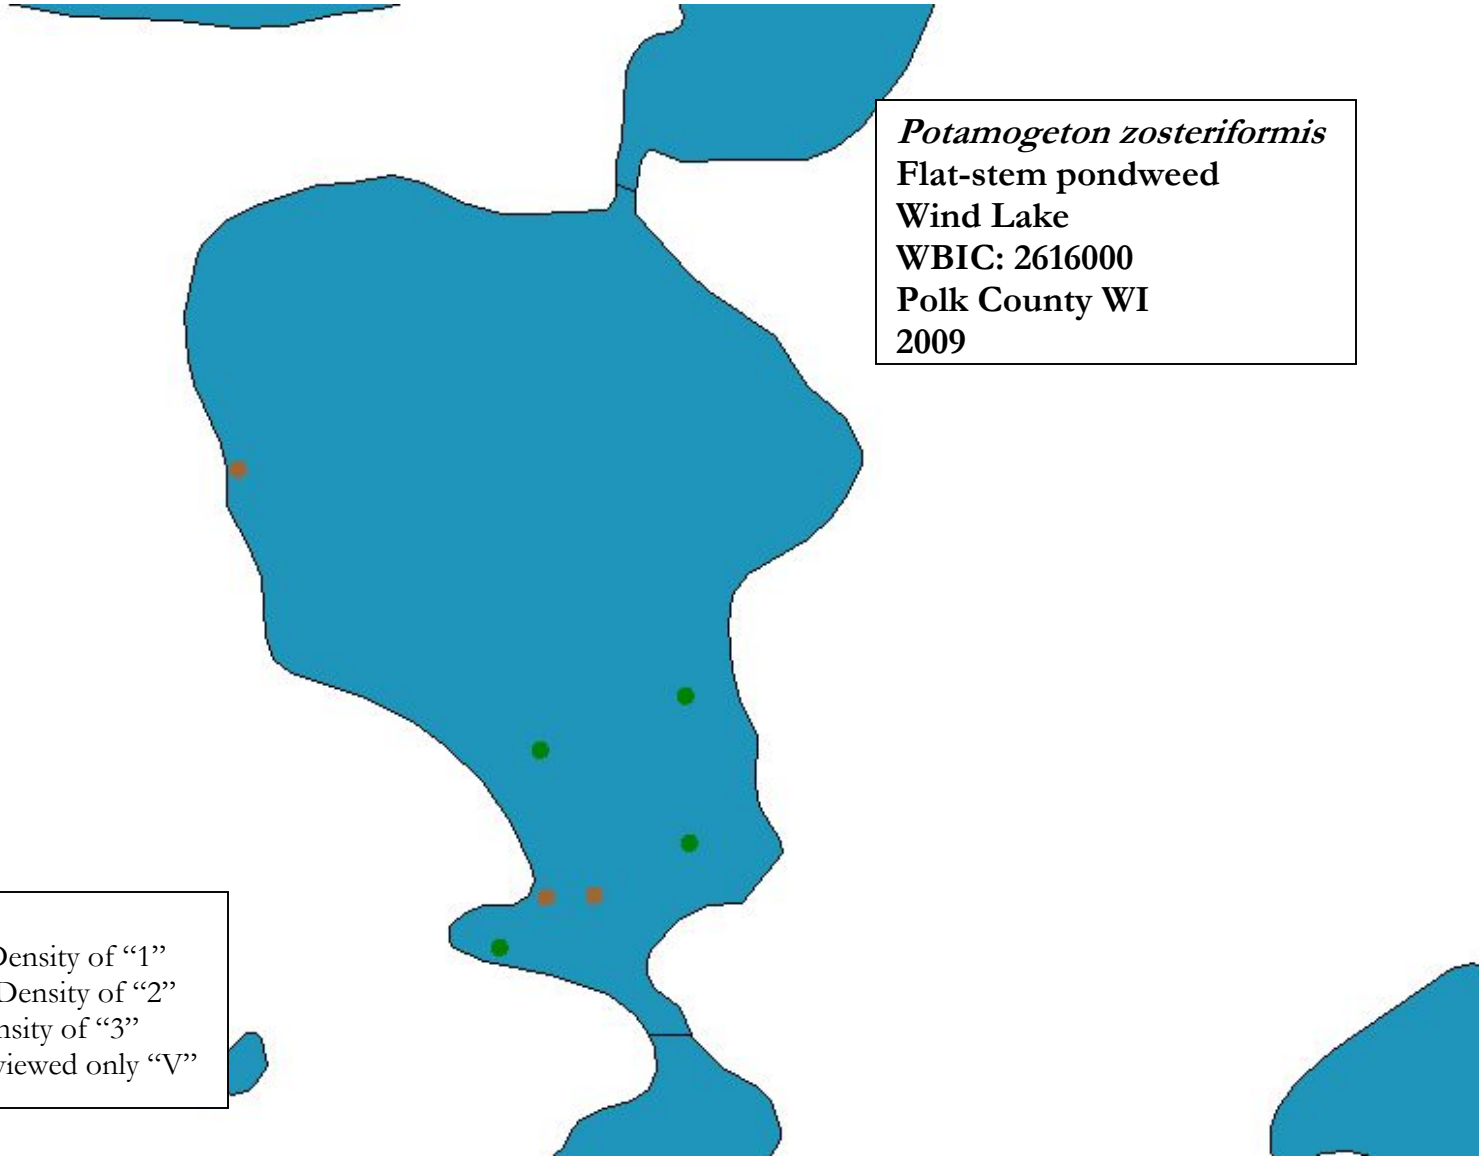 Potamogeton zosteriformis
Flat-stem pondweed
Wind Lake
WBIC: 2616000
Polk County WI
2009
Density of “1”
Density of “2”
of “3”
viewed only “V”